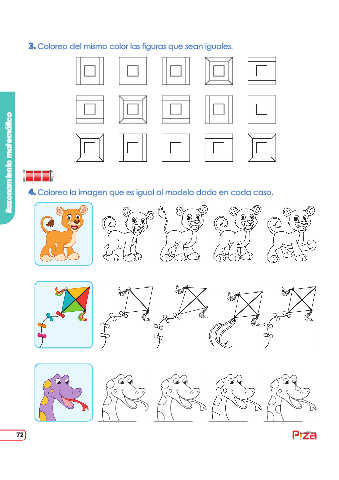 3. Coloreo del mismo color las figuras que sean iguales.
Razonamiento matemático
4. Coloreo la imagen que es igual al modelo dado en cada caso.
72
Piza